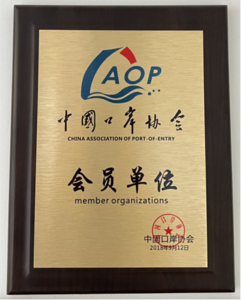 AOP
中國口岸协会
CHINA ASSOCIATION OF PORT-OF-ENTRY
会员单位
member organizations
中国口岸协会
2018年3月12日